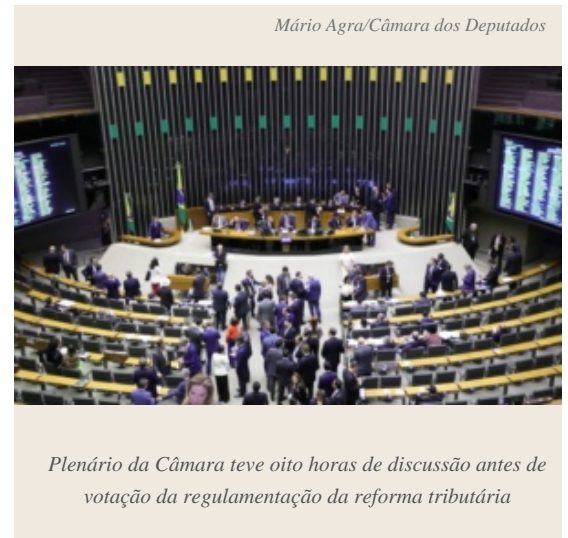 Mário Agra/Câmara dos Deputados
Plenário da Câmara teve oito horas de discussão antes de
votação da regulamentação da reforma tributária